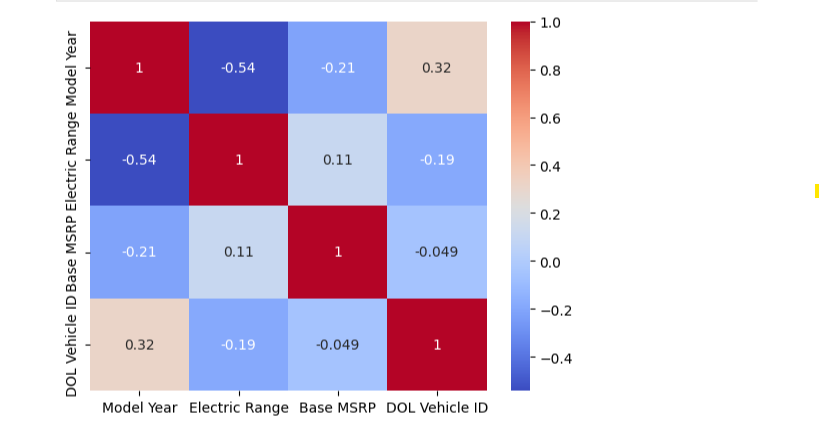 Model Year
Electric Range
Base MSRP
DOL Vehicle ID
1 -0.54 -0.21 0.32
-0.54 1 0.11 -0.19
-0.21 0.11 1 -0.049
0.32 -0.19 -0.049 1
Model Year Electric Range Base MSRP DOL Vehicle ID
1.0
0.8
0.6
0.4
0.2
0.0
−0.2
−0.4